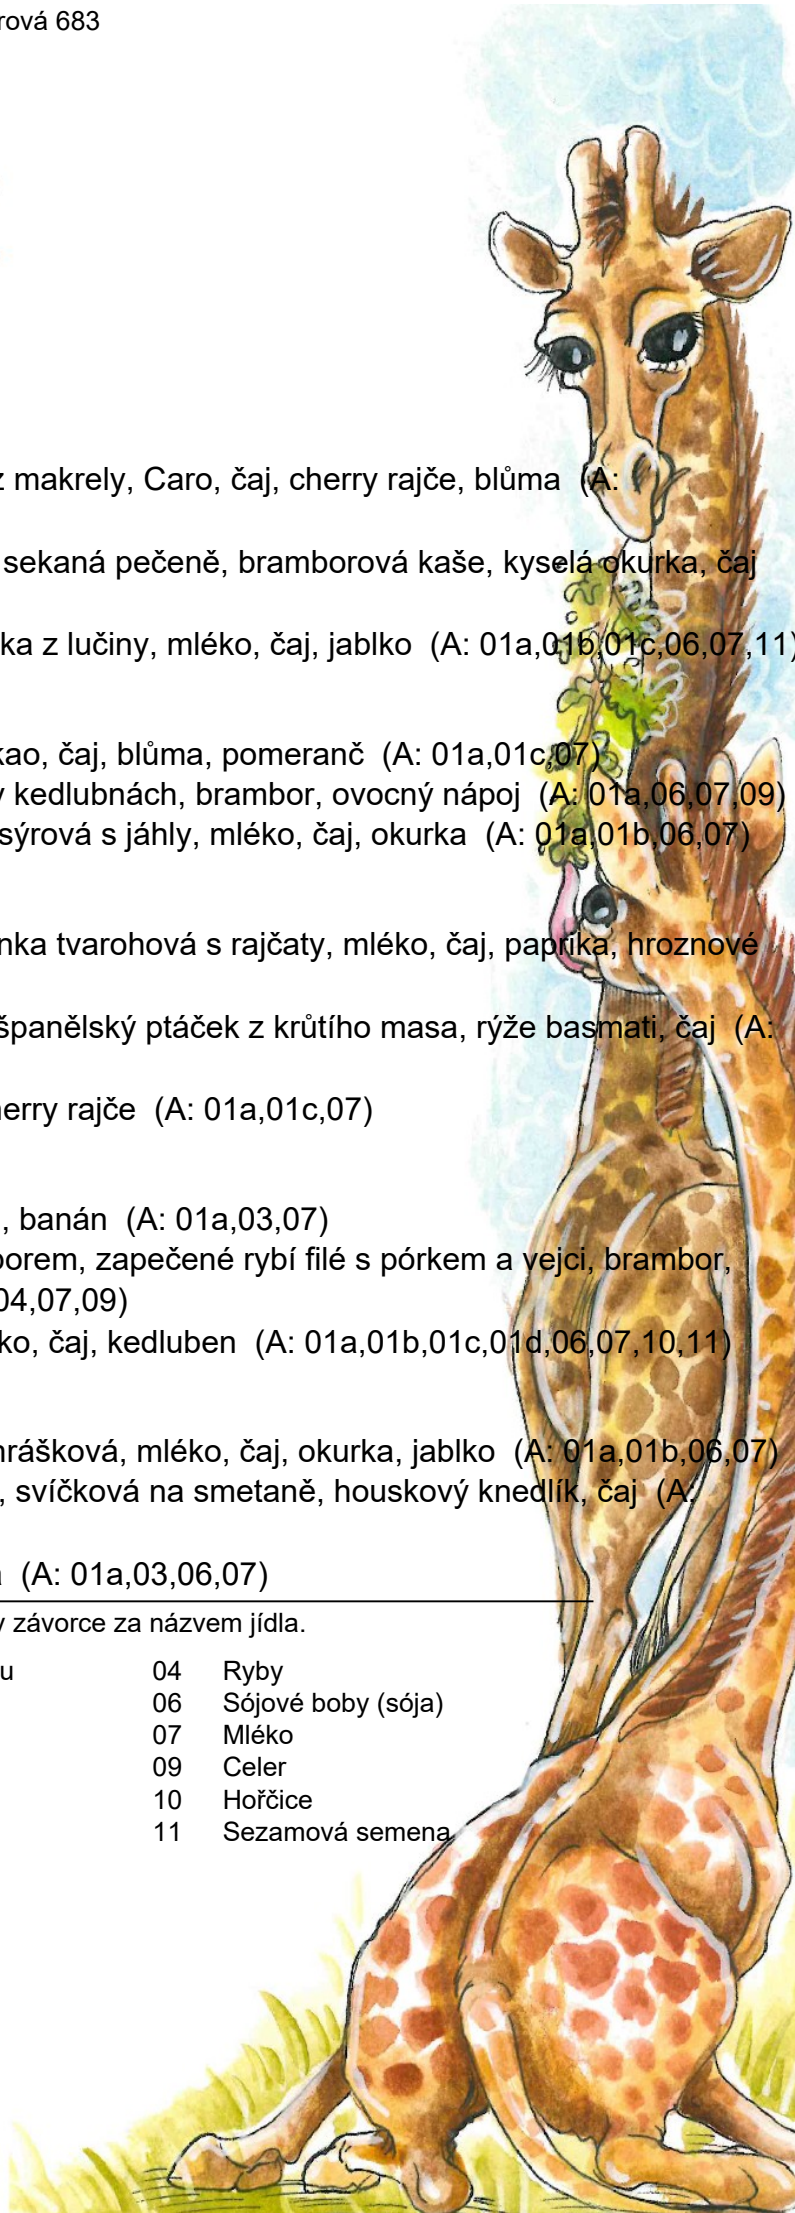 rová 683
z makrely, Caro, čaj, cherry rajče, blůma (A:
sekaná pečeně, bramborová kaše, kyselá okurka, čaj
ka z lučiny, mléko, čaj, jablko (A: 01a,01b,01c,06,07,11)
kao, čaj, blůma, pomeranč (A: 01a,01c,07)
v kedlubnách, brambor, ovocný nápoj (A: 01a,06,07,09)
sýrová s jáhly, mléko, čaj, okurka (A: 01a,01b,06,07)
nka tvarohová s rajčaty, mléko, čaj, paprika, hroznové
španělský ptáček z krůtího masa, rýže basmati, čaj (A:
herry rajče (A: 01a,01c,07)
, banán (A: 01a,03,07)
porem, zapečené rybí filé s pórkem a vejci, brambor,
04,07,09)
ko, čaj, kedluben (A: 01a,01b,01c,01d,06,07,10,11)
hrášková, mléko, čaj, okurka, jablko (A: 01a,01b,06,07)
, svíčková na smetaně, houskový knedlík, čaj (A:
(A: 01a,03,06,07)
v závorce za názvem jídla.
u 04 Ryby
06 Sójové boby (sója)
07 Mléko
09 Celer
10 Hořčice
11 Sezamová semena